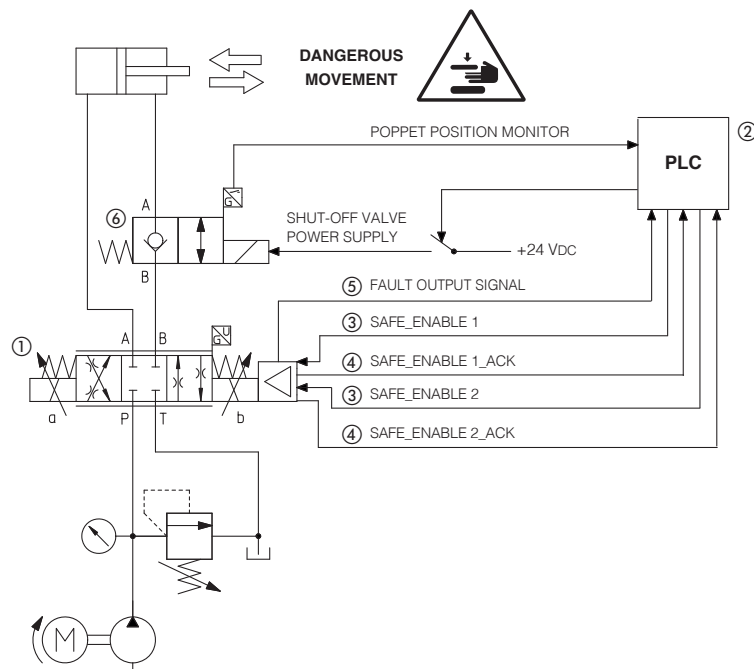 DANGEROUS
MOVEMENT
POPPET POSITION MONITOR
②
PLC
G
A
⑥
SHUT-OFF VALVE
POWER SUPPLY
+24 VDC
B
⑤ FAULT OUTPUT SIGNAL
③ SAFE_ENABLE 1
A B
U
G
①
④ SAFE_ENABLE 1_ACK
③ SAFE_ENABLE 2
a P T b
④ SAFE_ENABLE 2_ACK
M